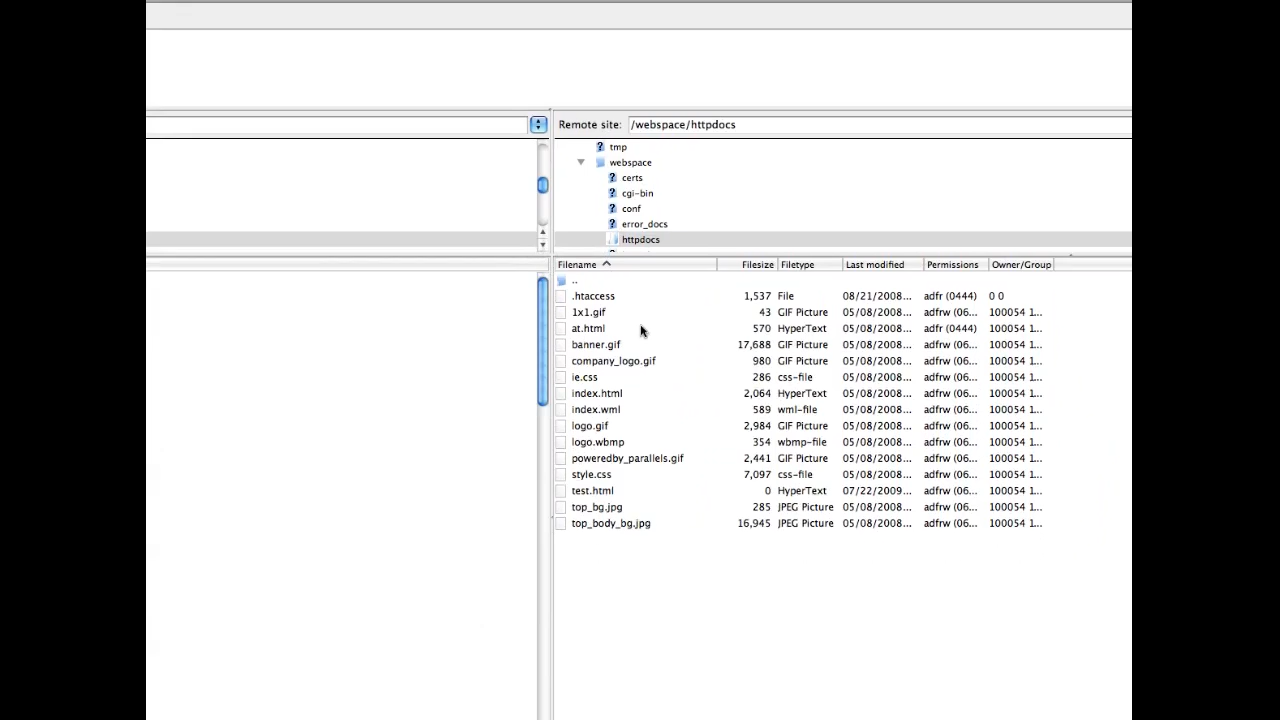 Remote site: /webspace/httpdocs
tmp
webspace
certs
cgi-bin
conf
error_docs
httpdocs
Filename Filesize Filetype Last modified Permissions Owner/Group
..
.htaccess 1,537 File 08/21/2008... adfr (0444) 0 0
1x1.gif 43 GIF Picture 05/08/2008... adfrw (06... 100054 1...
at.html 570 HyperText 05/08/2008... adfr (0444) 100054 1...
banner.gif 17,688 GIF Picture 05/08/2008... adfrw (06... 100054 1...
company_logo.gif 980 GIF Picture 05/08/2008... adfrw (06... 100054 1...
ie.css 286 css-file 05/08/2008... adfrw (06... 100054 1...
index.html 2,064 HyperText 05/08/2008... adfrw (06... 100054 1...
index.wml 589 wml-file 05/08/2008... adfrw (06... 100054 1...
logo.gif 2,984 GIF Picture 05/08/2008... adfrw (06... 100054 1...
logo.wbmp 354 wbmp-file 05/08/2008... adfrw (06... 100054 1...
poweredby_parallels.gif 2,441 GIF Picture 05/08/2008... adfrw (06... 100054 1...
style.css 7,097 css-file 05/08/2008... adfrw (06... 100054 1...
test.html 0 HyperText 07/22/2009... adfrw (06... 100054 1...
top_bg.jpg 285 JPEG Picture 05/08/2008... adfrw (06... 100054 1...
top_body_bg.jpg 16,945 JPEG Picture 05/08/2008... adfrw (06... 100054 1...